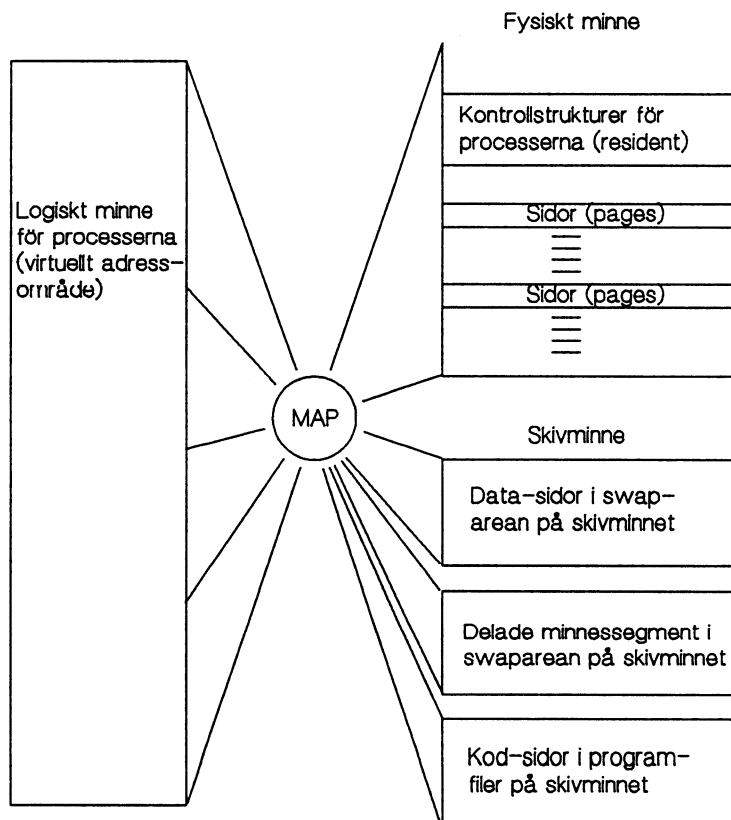 Fysiskt minne
Kontrollstrukturer för
processerna (resident)
Logiskt minne
för processerna
(virtuellt adress-
område)
Sidor (pages)
Sidor (pages)
MAP
Skivminne
Data-sidor i swap-
arean på skivminnet
Delade minnessegment i
swaparean på skivminnet
Kod-sidor i program-
filer på skivminnet